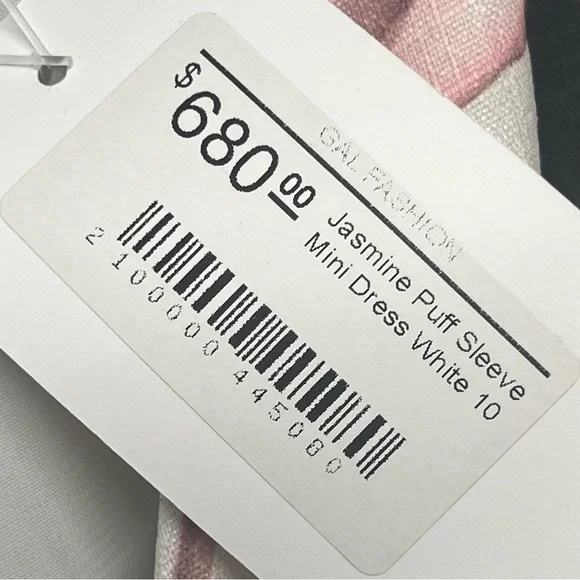 GAL FASHION
$680.00
Jasmine Puff Sleeve
Mini Dress White 10
2 100000 445080